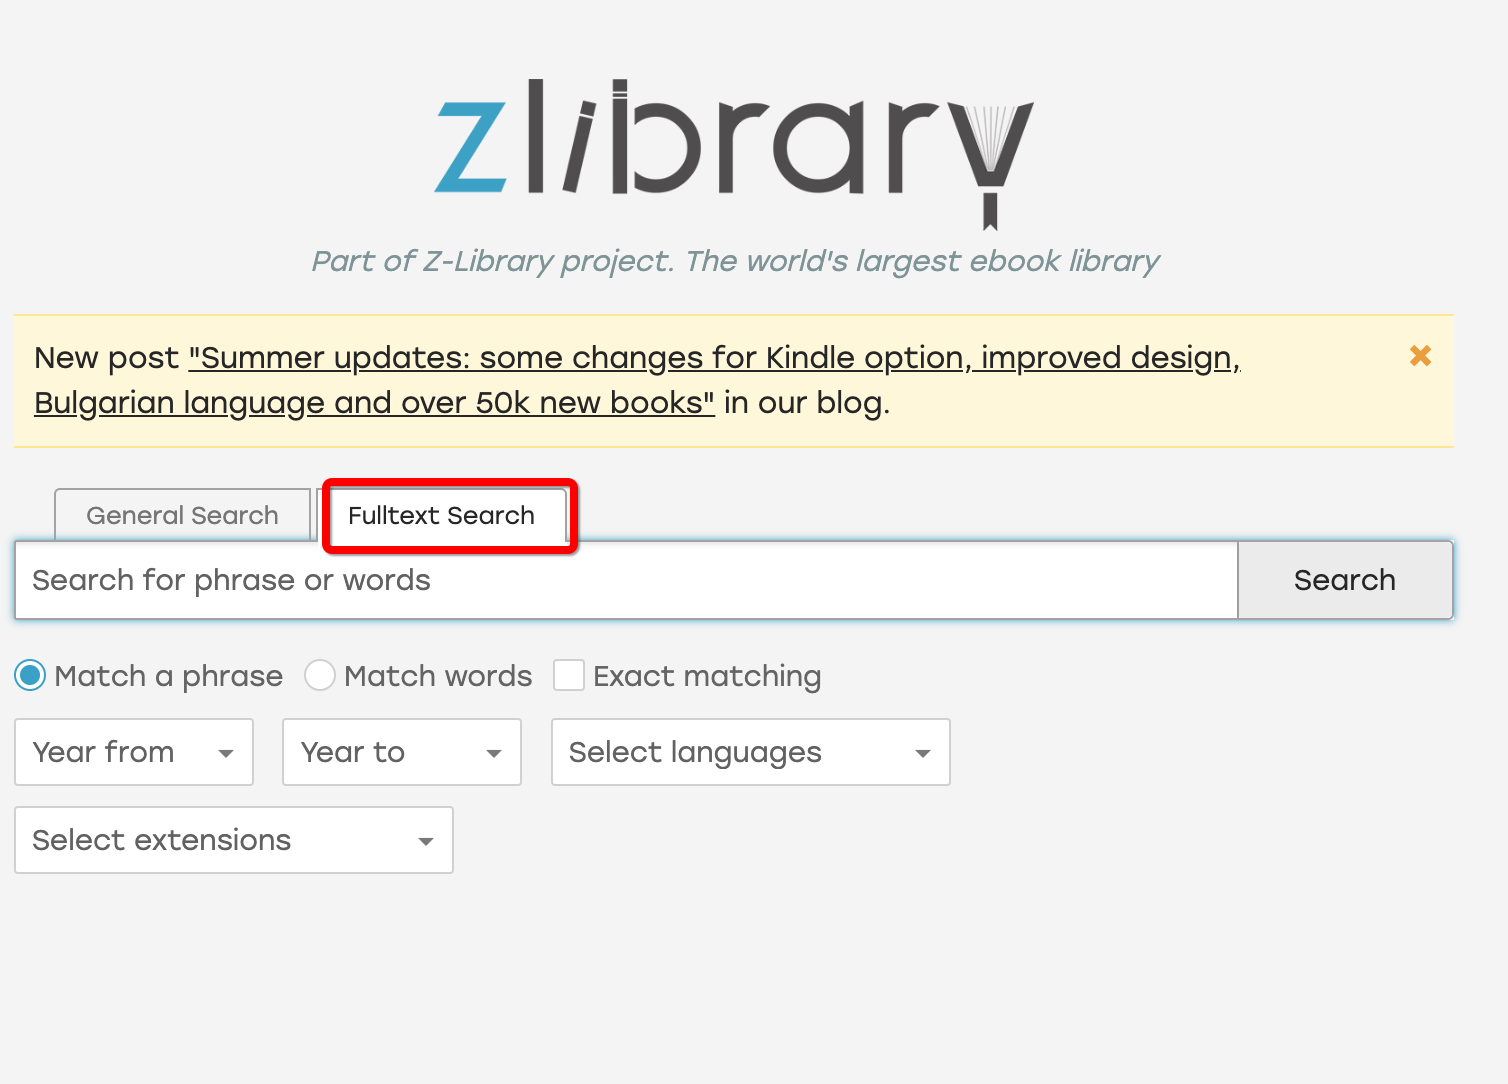 zlibrary
Part of Z-Library project. The world's largest ebook library
New post "Summer updates: some changes for Kindle option, improved design,
Bulgarian language and over 50k new books" in our blog.
General Search
Fulltext Search
Search for phrase or words
Search
Match a phrase
Match words
Exact matching
Year from
Year to
Select languages
Select extensions